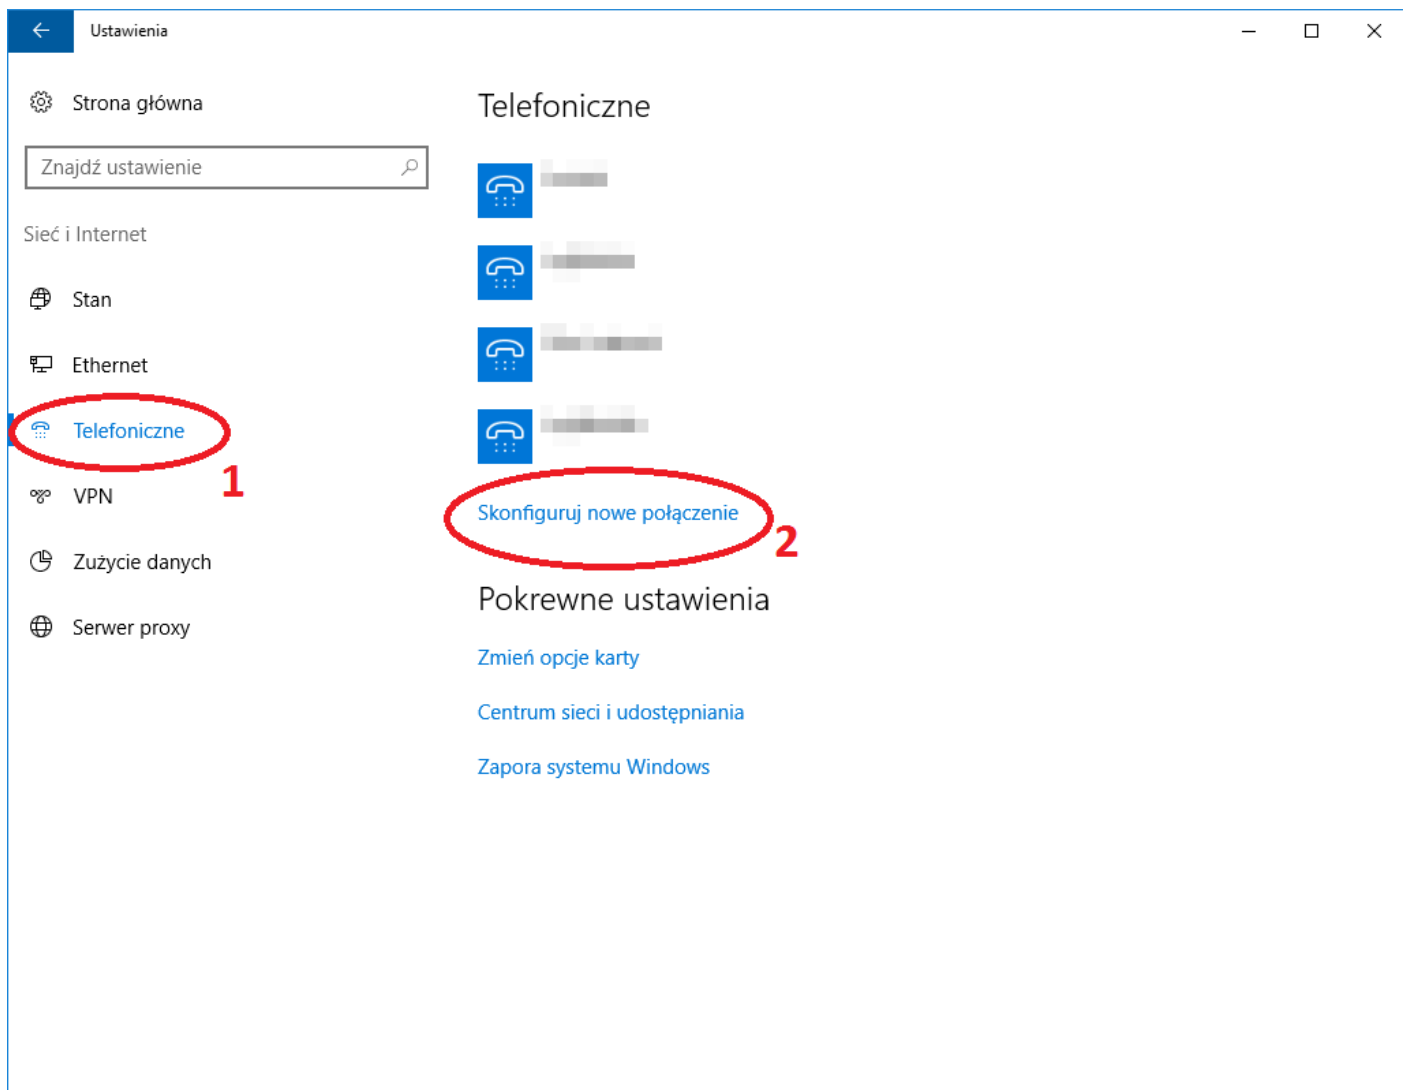 Ustawienia
Strona główna
Znajdź ustawienie
Sieć i Internet
Stan
Ethernet
Telefoniczne
1
VPN
Zużycie danych
Serwer proxy
Telefoniczne
Skonfiguruj nowe połączenie
2
Pokrewne ustawienia
Zmień opcje karty
Centrum sieci i udostępniania
Zapora systemu Windows